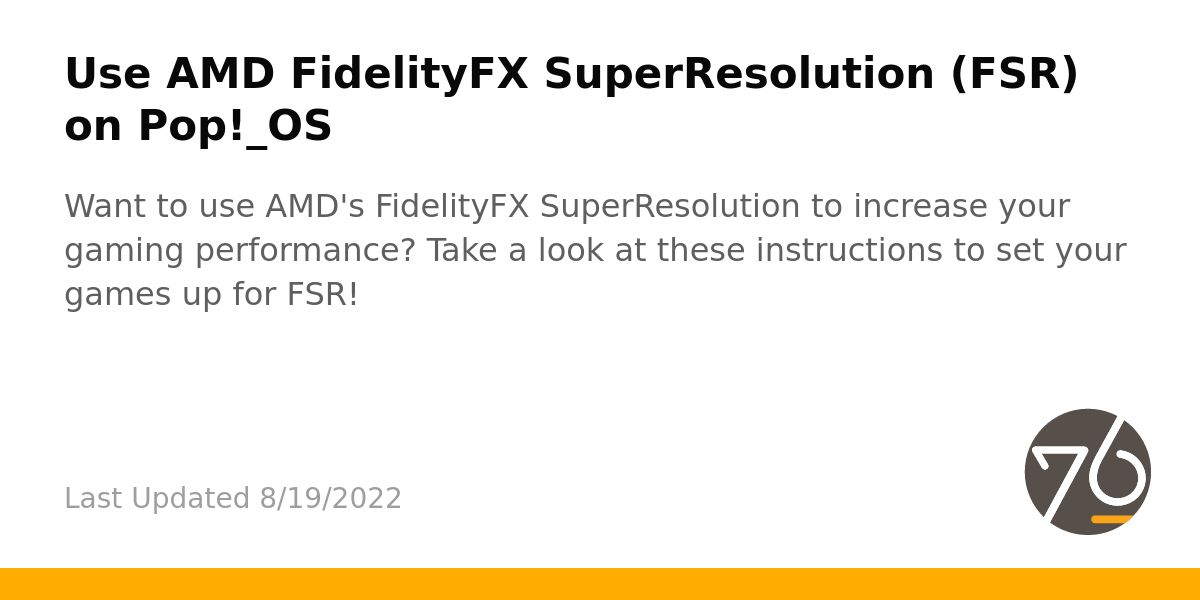 Use AMD FidelityFX SuperResolution (FSR)
on Pop!_OS
Want to use AMD's FidelityFX SuperResolution to increase your
gaming performance? Take a look at these instructions to set your
games up for FSR!
Last Updated 8/19/2022
76